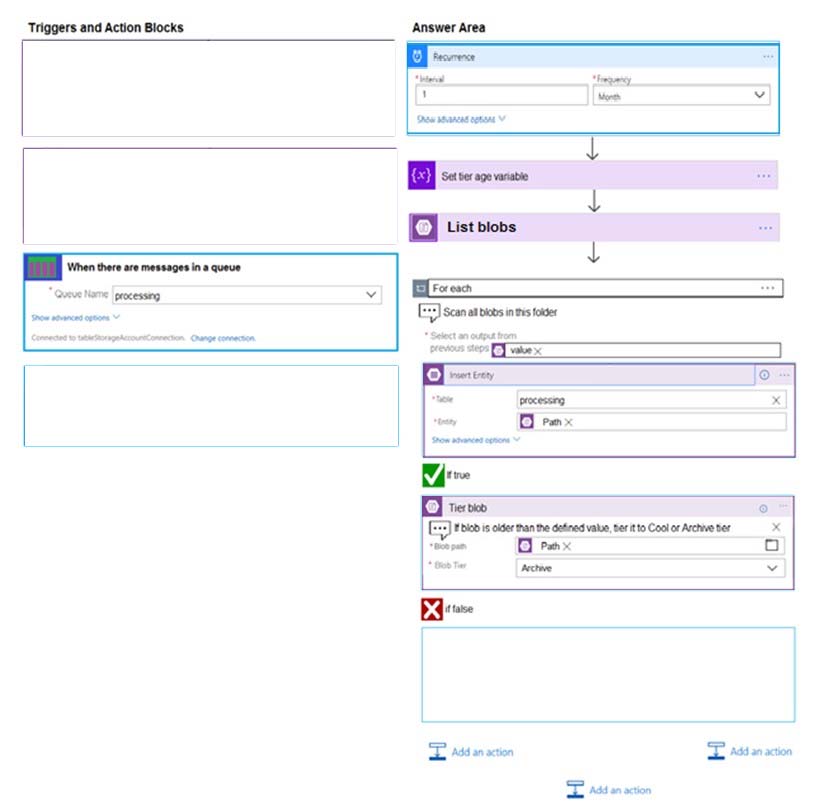 Triggers and Action Blocks
When there are messages in a queue
* Queue Name processing
Show advanced options
Connected to tableStorageAccountConnection. Change connection.
Answer Area
Recurrence
* Interval
* Frequency
1
Month
Show advanced options
{x} Set tier age variable
List blobs
For each
Scan all blobs in this folder
* Select an output from
previous steps value
Insert Entity
* Table processing
* Entity Path
Show advanced options
If true
Tier blob
If blob is older than the defined value, tier it to Cool or Archive tier
* Blob path Path
* Blob Tier Archive
if false
Add an action
Add an action
Add an action